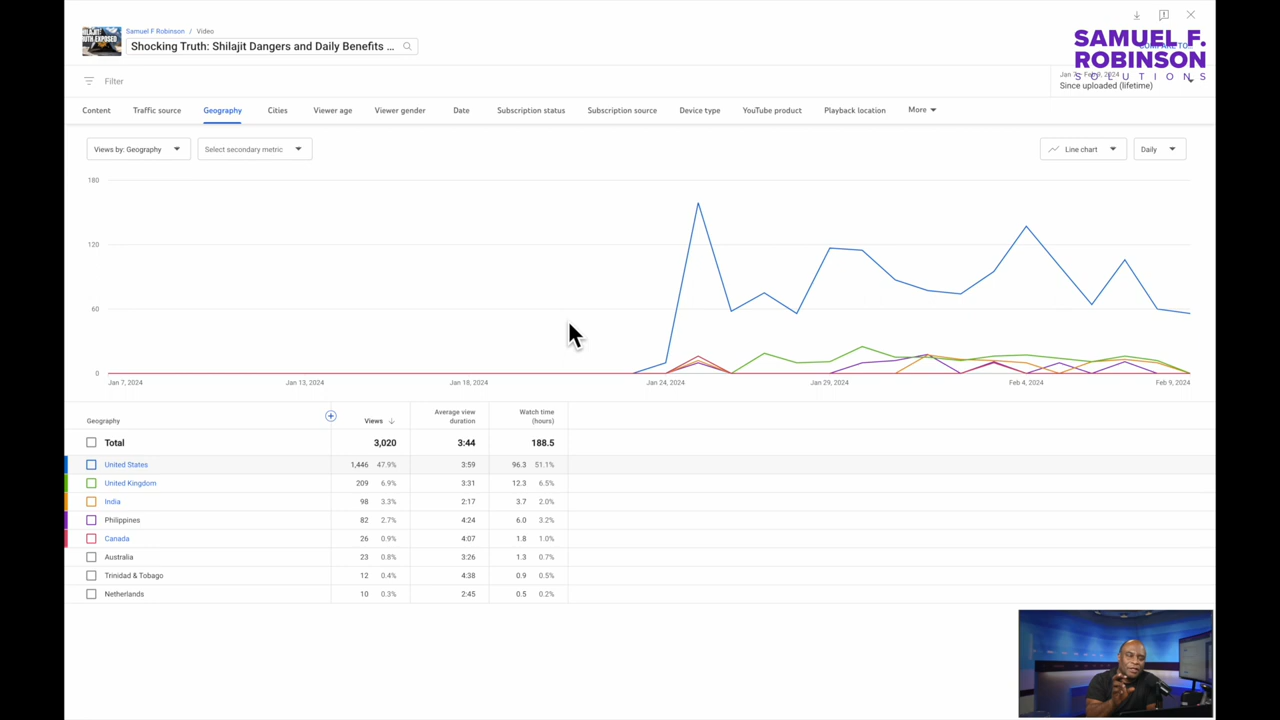 Samuel F Robinson / Video
Shocking Truth: Shilajit Dangers and Daily Benefits ...
SAMUEL F.
ROBINSON
SOLUTIONS
Since uploaded (lifetime)
Filter
Content Traffic source Geography Cities Viewer age Viewer gender Date Subscription status Subscription source Device type YouTube product Playback location More
Views by: Geography Select secondary metric Line chart Daily
180
120
60
0
Jan 7, 2024 Jan 13, 2024 Jan 18, 2024 Jan 24, 2024 Jan 29, 2024 Feb 4, 2024 Feb 9, 2024
Geography Views Average view duration Watch time (hours)
Total 3,020 3:44 188.5
United States 1,446 47.9% 3:59 96.3 51.1%
United Kingdom 209 6.9% 3:31 12.3 6.5%
India 98 3.3% 2:17 3.7 2.0%
Philippines 82 2.7% 4:24 6.0 3.2%
Canada 26 0.9% 4:07 1.8 1.0%
Australia 23 0.8% 3:26 1.3 0.7%
Trinidad & Tobago 12 0.4% 4:38 0.9 0.5%
Netherlands 10 0.3% 2:45 0.5 0.2%